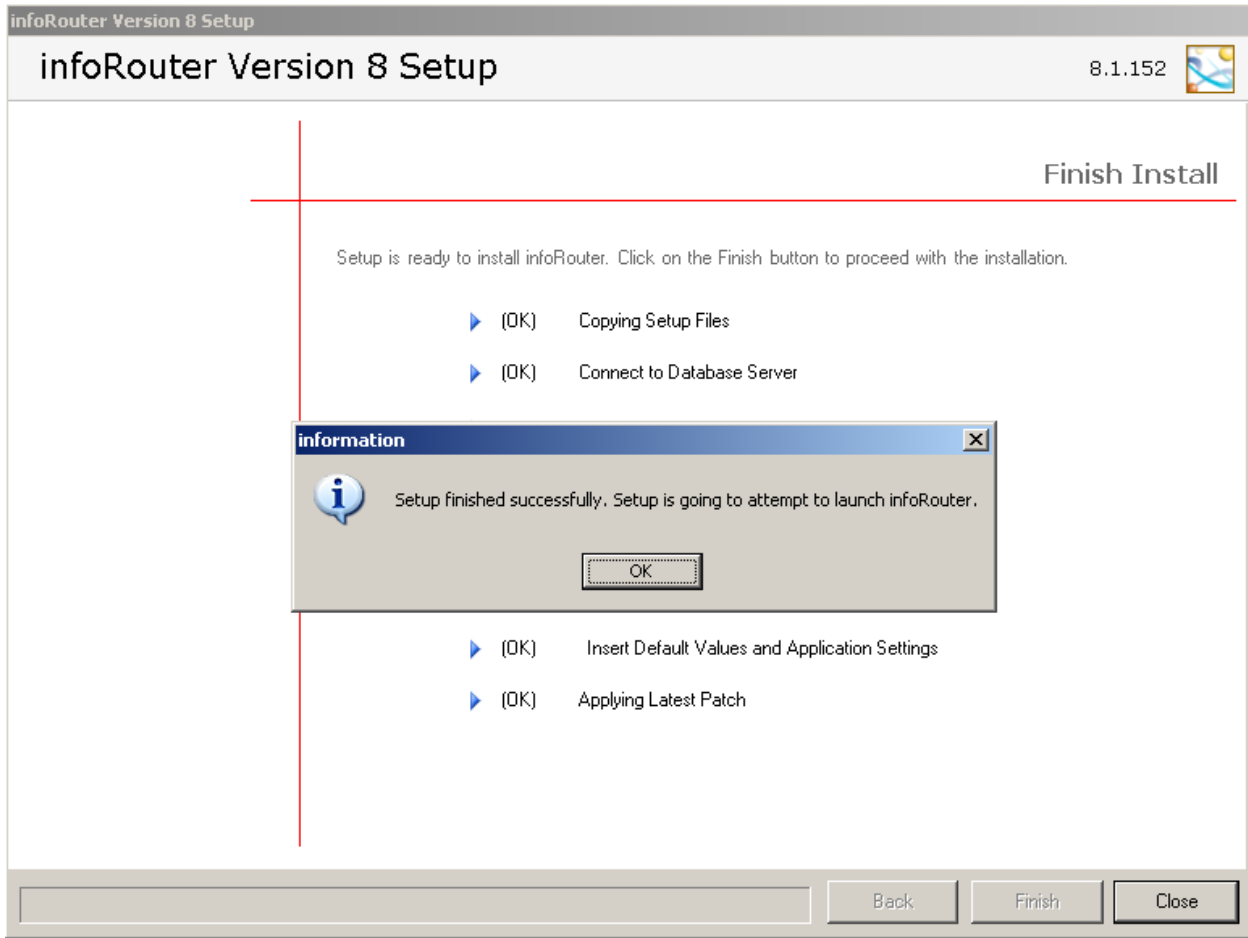 infoRouter Version 8 Setup
infoRouter Version 8 Setup
8.1.152
Finish Install
Setup is ready to install infoRouter. Click on the Finish button to proceed with the installation.
(OK) Copying Setup Files
(OK) Connect to Database Server
information
Setup finished successfully. Setup is going to attempt to launch infoRouter.
OK
(OK) Insert Default Values and Application Settings
(OK) Applying Latest Patch
Back Finish Close